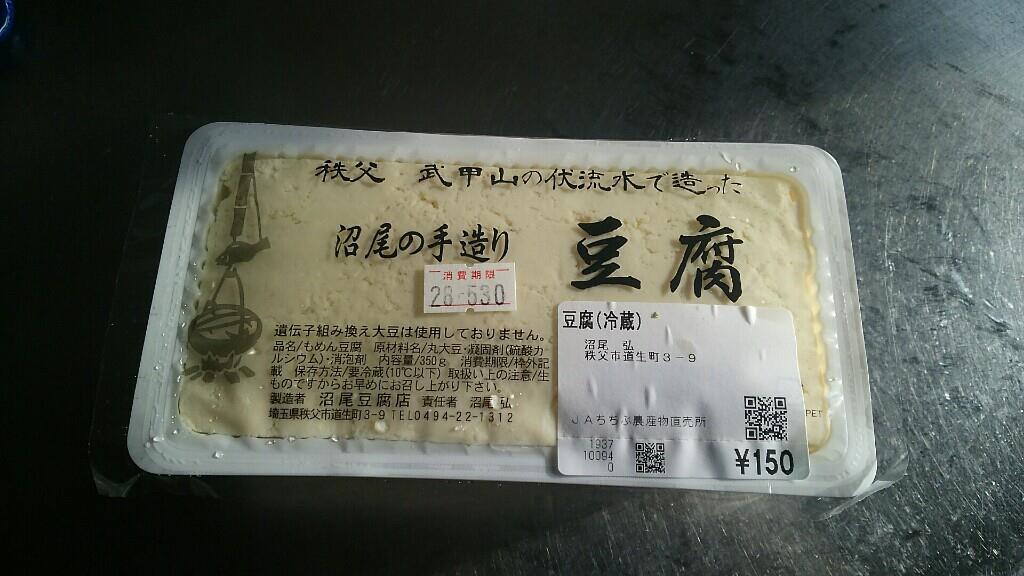 秩父 武甲山の伏流水で造った
沼尾の手造り 豆腐
消費期限
28.530
遺伝子組み換え大豆は使用しておりません。
品名/もめん豆腐 原材料名/丸大豆・凝固剤(硫酸カ
ルシウム)・消泡剤 内容量/350g 消費期限/枠外記
載 保存方法/要冷蔵(10℃以下) 取扱い上の注意/生
ものですからお早めにお召し上がり下さい。
製造者 沼尾豆腐店 責任者 沼尾 弘
埼玉県秩父市道生町3-9 TEL0494-22-1312
豆腐(冷蔵)
沼尾 弘
秩父市道生町3-9
JAちちぶ農産物直売所
1937
10094
0
¥150
PET